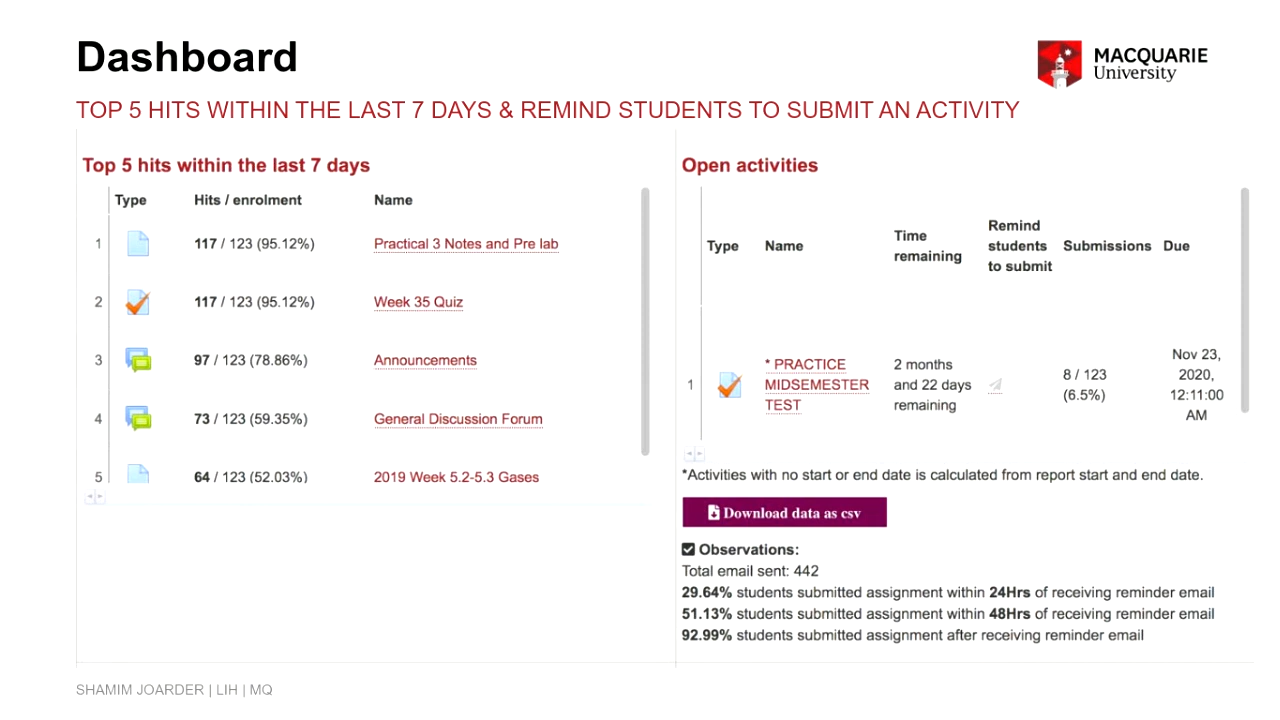 Dashboard
MACQUARIE
University
TOP 5 HITS WITHIN THE LAST 7 DAYS & REMIND STUDENTS TO SUBMIT AN ACTIVITY
Top 5 hits within the last 7 days
Type Hits / enrolment Name
1 117 / 123 (95.12%) Practical 3 Notes and Pre lab
2 117 / 123 (95.12%) Week 35 Quiz
3 97 / 123 (78.86%) Announcements
4 73 / 123 (59.35%) General Discussion Forum
5 64 / 123 (52.03%) 2019 Week 5.2-5.3 Gases
Open activities
Type Name Time remaining Remind students to submit Submissions Due
1 * PRACTICE MIDSEMESTER TEST 2 months and 22 days remaining 8 / 123 (6.5%) Nov 23, 2020, 12:11:00 AM
*Activities with no start or end date is calculated from report start and end date.
Download data as csv
Observations:
Total email sent: 442
29.64% students submitted assignment within 24Hrs of receiving reminder email
51.13% students submitted assignment within 48Hrs of receiving reminder email
92.99% students submitted assignment after receiving reminder email
SHAMIM JOARDER | LIH | MQ